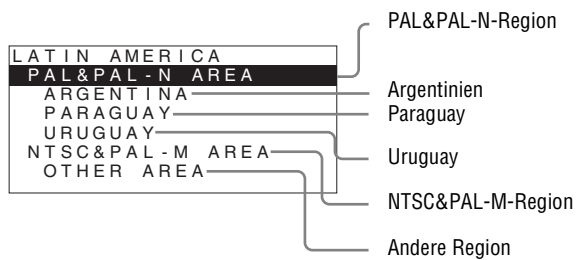 LATIN AMERICA
PAL&PAL-N AREA
ARGENTINA
PARAGUAY
URUGUAY
NTSC&PAL-M AREA
OTHER AREA
PAL&PAL-N-Region
Argentinien
Paraguay
Uruguay
NTSC&PAL-M-Region
Andere Region